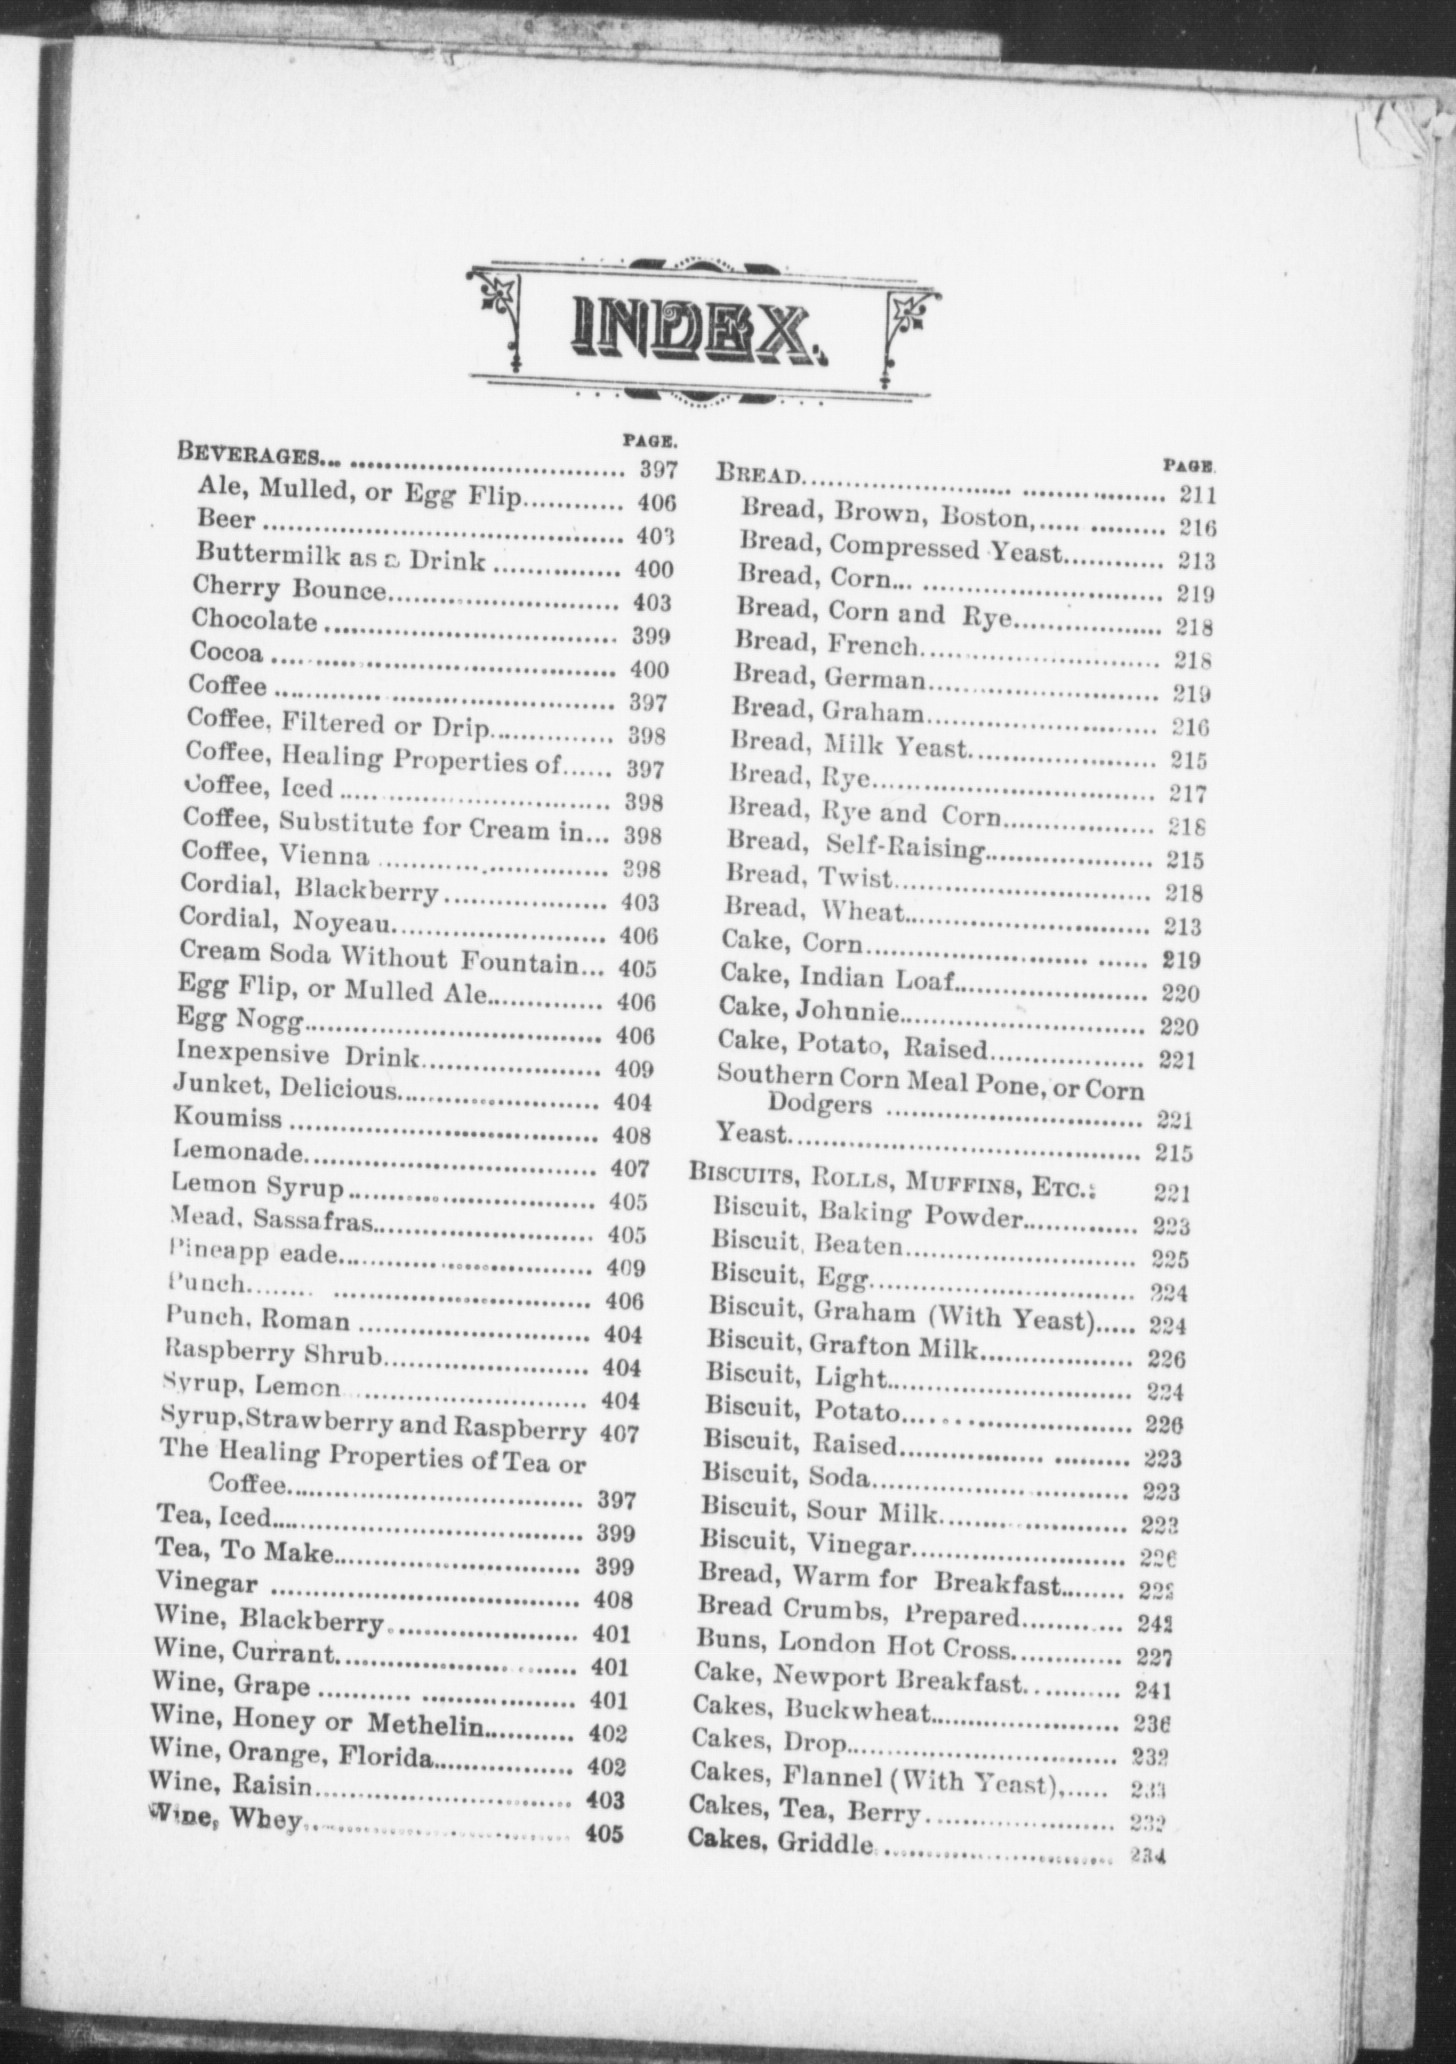 INDEX.
PAGE.
BEVERAGES 397
Ale, Mulled, or Egg Flip 406
Beer 403
Buttermilk as a Drink 400
Cherry Bounce 403
Chocolate 399
Cocoa 400
Coffee 397
Coffee, Filtered or Drip 398
Coffee, Healing Properties of 397
Coffee, Iced 398
Coffee, Substitute for Cream in 398
Coffee, Vienna 398
Cordial, Blackberry 403
Cordial, Noyeau 406
Cream Soda Without Fountain 405
Egg Flip, or Mulled Ale 406
Egg Nogg 406
Inexpensive Drink 409
Junket, Delicious 404
Koumiss 408
Lemonade 407
Lemon Syrup 405
Mead, Sassafras 405
Pineapp eade 409
Punch 406
Punch, Roman 404
Raspberry Shrub 404
Syrup, Lemon 404
Syrup, Strawberry and Raspberry 407
The Healing Properties of Tea or
Coffee 397
Tea, Iced 399
Tea, To Make 399
Vinegar 408
Wine, Blackberry 401
Wine, Currant 401
Wine, Grape 401
Wine, Honey or Methelin 402
Wine, Orange, Florida 402
Wine, Raisin 403
Wine, Whey 405
PAGE.
BREAD 211
Bread, Brown, Boston, 216
Bread, Compressed Yeast 213
Bread, Corn 219
Bread, Corn and Rye 218
Bread, French 218
Bread, German 219
Bread, Graham 216
Bread, Milk Yeast 215
Bread, Rye 217
Bread, Rye and Corn 218
Bread, Self-Raising 215
Bread, Twist 218
Bread, Wheat 213
Cake, Corn 219
Cake, Indian Loaf 220
Cake, Johnnie 220
Cake, Potato, Raised 221
Southern Corn Meal Pone, or Corn
Dodgers 221
Yeast 215
BISCUITS, ROLLS, MUFFINS, ETC.: 221
Biscuit, Baking Powder 223
Biscuit, Beaten 225
Biscuit, Egg 224
Biscuit, Graham (With Yeast) 224
Biscuit, Grafton Milk 226
Biscuit, Light 224
Biscuit, Potato 226
Biscuit, Raised 223
Biscuit, Soda 223
Biscuit, Sour Milk 223
Biscuit, Vinegar 226
Bread, Warm for Breakfast
Bread Crumbs, Prepared 242
Buns, London Hot Cross 227
Cake, Newport Breakfast 241
Cakes, Buckwheat 236
Cakes, Drop 232
Cakes, Flannel (With Yeast), 233
Cakes, Tea, Berry 232
Cakes, Griddle 234